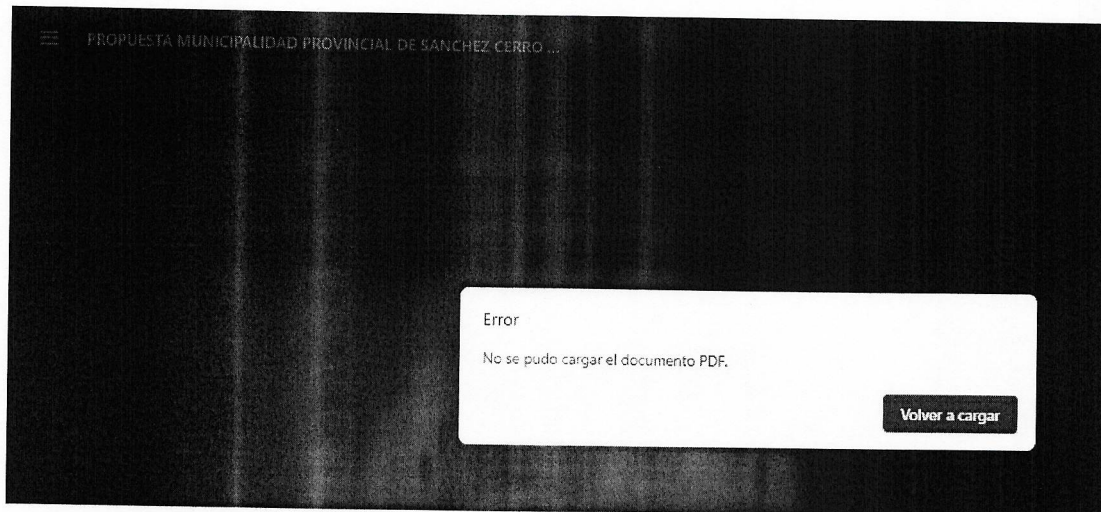 PROPUESTA MUNICIPALIDAD PROVINCIAL DE SANCHEZ CERRO ...
Error
No se pudo cargar el documento PDF.
Volver a cargar